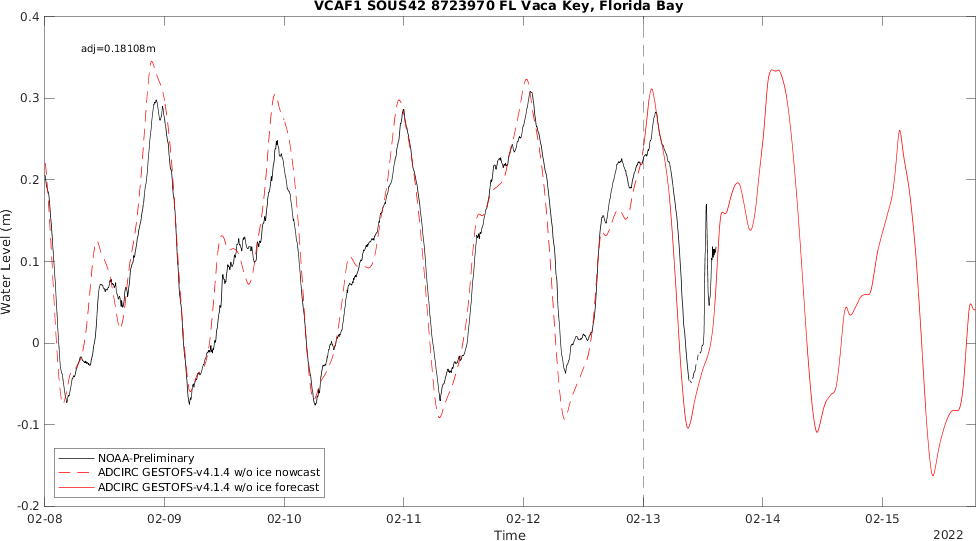 VCAF1 SOUS42 8723970 FL Vaca Key, Florida Bay
adj=0.18108m
0.4
0.3
0.2
0.1
0
-0.1
-0.2
Water Level (m)
NOAA-Preliminary
ADCIRC GESTOFS-v4.1.4 w/o ice nowcast
ADCIRC GESTOFS-v4.1.4 w/o ice forecast
02-08 02-09 02-10 02-11 02-12 02-13 02-14 02-15
Time
2022